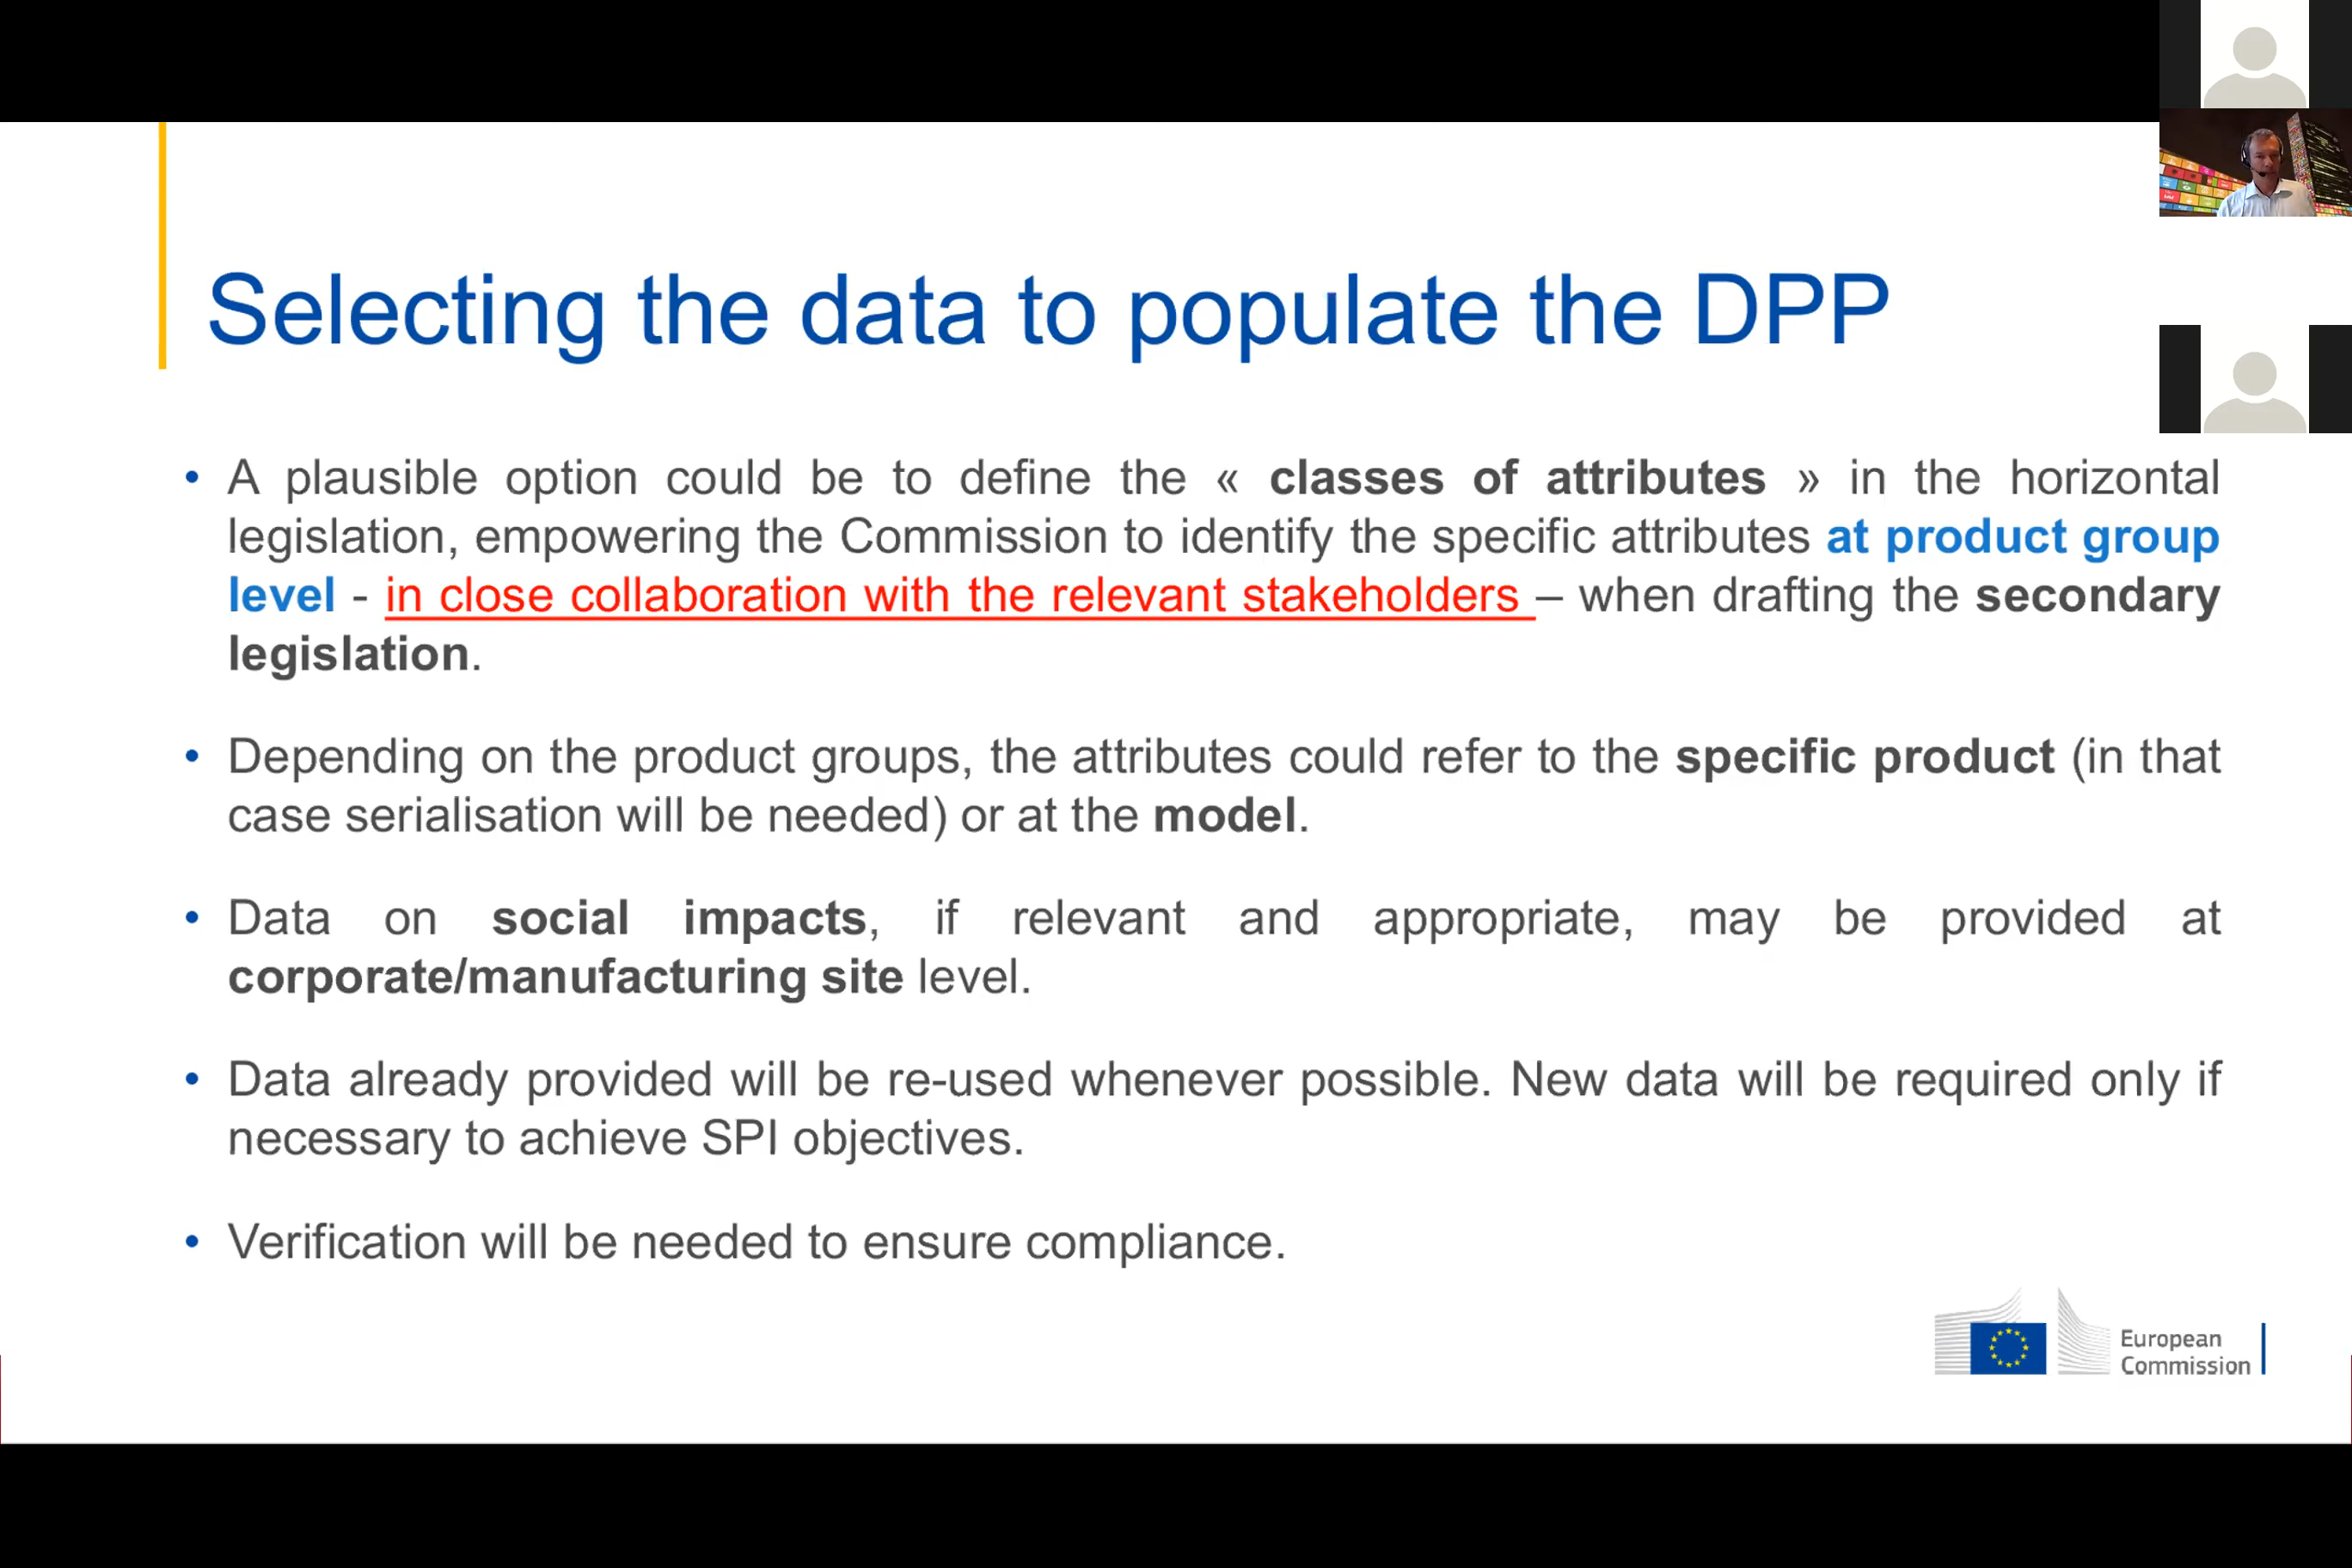 Selecting the data to populate the DPP
• A plausible option could be to define the « classes of attributes » in the horizontal
legislation, empowering the Commission to identify the specific attributes at product group
level - in close collaboration with the relevant stakeholders – when drafting the secondary
legislation.
• Depending on the product groups, the attributes could refer to the specific product (in that
case serialisation will be needed) or at the model.
• Data on social impacts, if relevant and appropriate, may be provided at
corporate/manufacturing site level.
• Data already provided will be re-used whenever possible. New data will be required only if
necessary to achieve SPI objectives.
• Verification will be needed to ensure compliance.
European
Commission